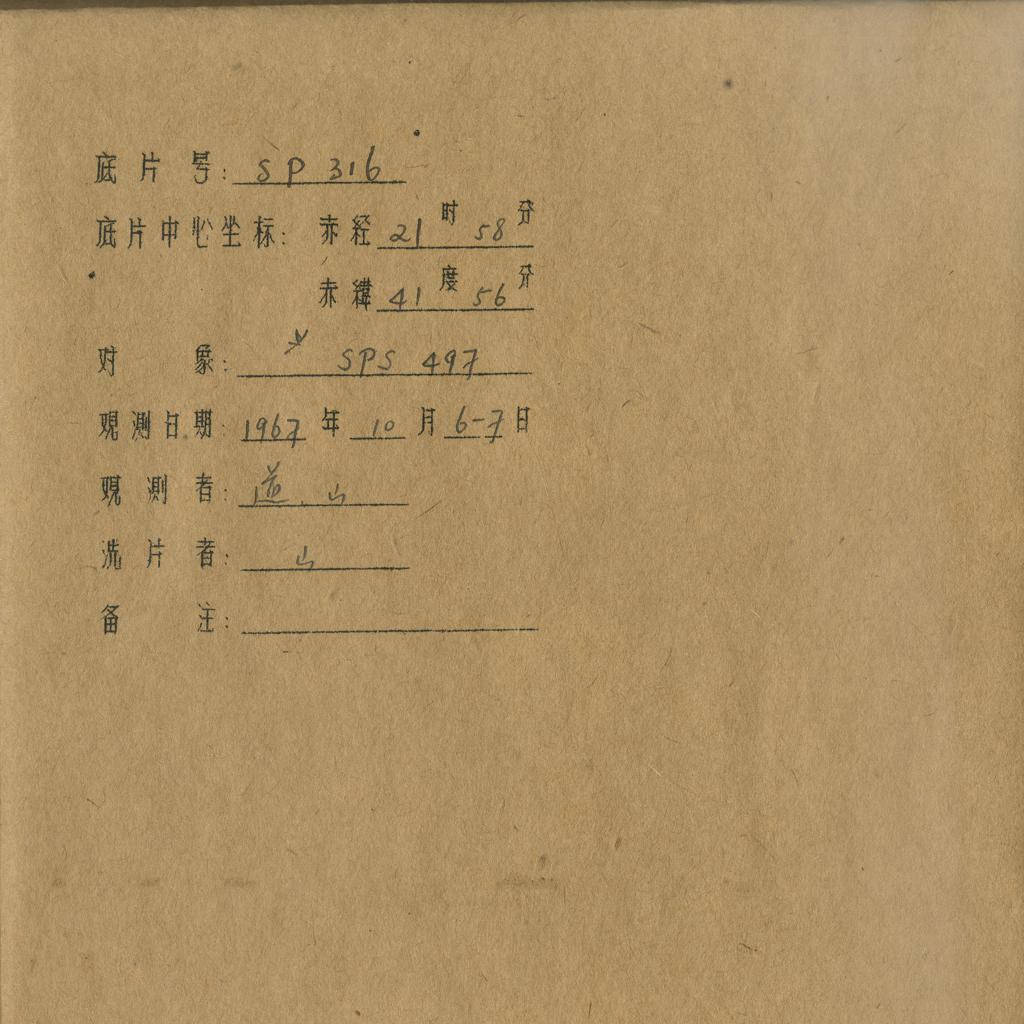 底片号: SP 316
底片中心坐标: 赤経 21 时 58 分
赤緯 41 度 56 分
对象: SPS 497
观測日期: 1967 年 10 月 6-7 日
观測者: 道、山
洗片者: 山
备注: